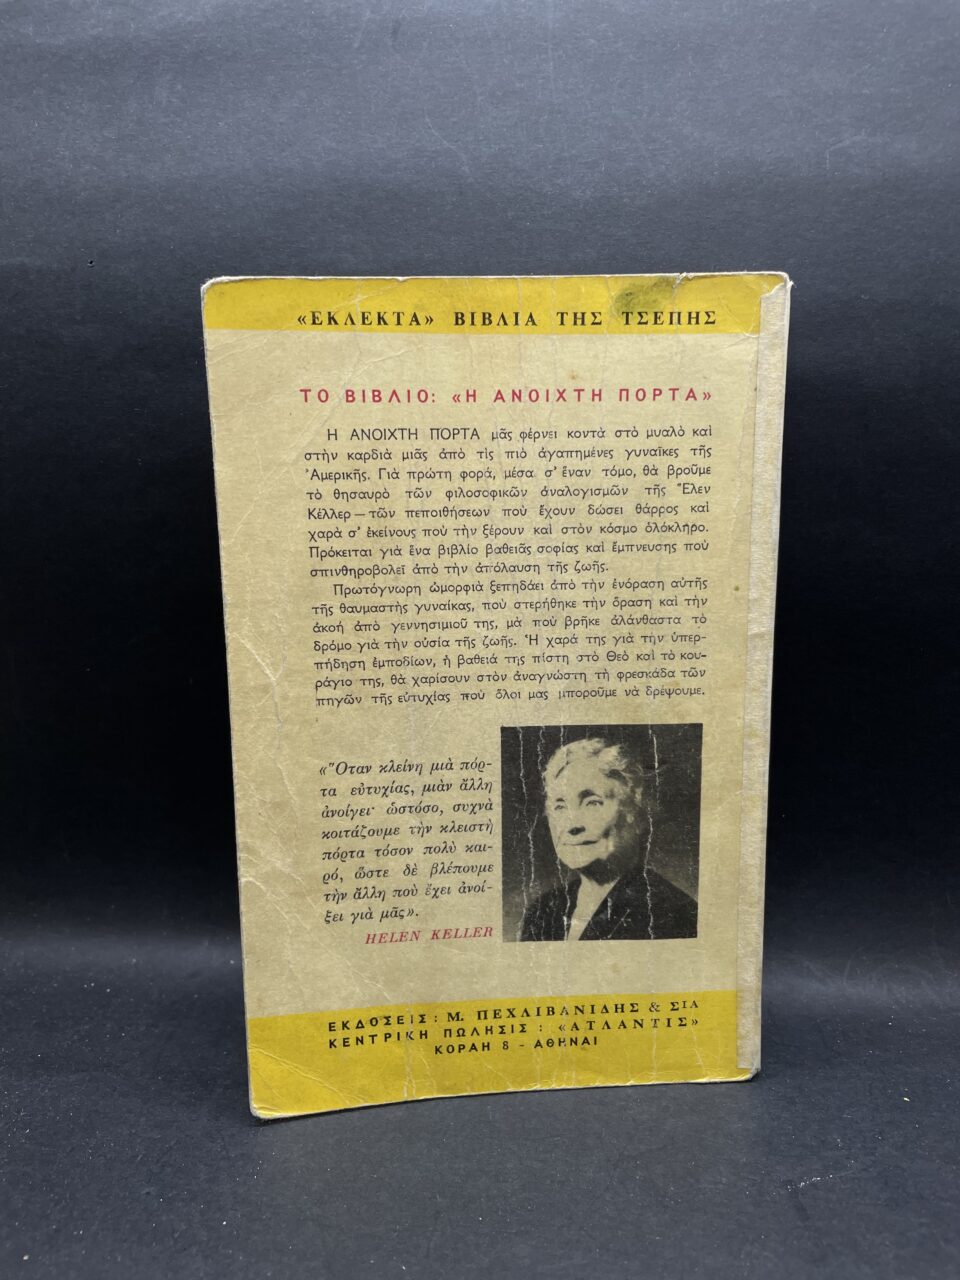 «ΕΚΛΕΚΤΑ» ΒΙΒΛΙΑ ΤΗΣ ΤΣΕΠΗΣ
ΤΟ ΒΙΒΛΙΟ: «Η ΑΝΟΙΧΤΗ ΠΟΡΤΑ»
Η ΑΝΟΙΧΤΗ ΠΟΡΤΑ μᾶς φέρνει κοντὰ στὸ μυαλὸ καὶ
στὴν καρδιὰ μιᾶς ἀπὸ τὶς πιὸ ἀγαπημένες γυναῖκες τῆς
Ἀμερικῆς. Γιὰ πρώτη φορά, μέσα σ' ἕναν τόμο, θὰ βροῦμε
τὸ θησαυρὸ τῶν φιλοσοφικῶν ἀναλογισμῶν τῆς Ἕλεν
Κέλλερ — τῶν πεποιθήσεων ποὺ ἔχουν δώσει θάρρος καὶ
χαρὰ σ' ἐκείνους ποὺ τὴν ξέρουν καὶ στὸν κόσμο ὁλόκληρο.
Πρόκειται γιὰ ἕνα βιβλίο βαθειᾶς σοφίας καὶ ἔμπνευσης ποὺ
σπινθηροβολεῖ ἀπὸ τὴν ἀπόλαυση τῆς ζωῆς.
Πρωτόγνωρη ὠμορφιὰ ξεπηδάει ἀπὸ τὴν ἐνόραση αὐτῆς
τῆς θαυμαστῆς γυναίκας, ποὺ στερήθηκε τὴν ὅραση καὶ τὴν
ἀκοή ἀπὸ γεννησιμιοῦ της, μὰ ποὺ βρῆκε ἀλάνθαστα τὸ
δρόμο γιὰ τὴν οὐσία τῆς ζωῆς. Ἡ χαρά της γιὰ τὴν ὑπερ-
πήδηση ἐμποδίων, ἡ βαθειά της πίστη στὸ Θεὸ καὶ τὸ κου-
ράγιο της, θὰ χαρίσουν στὸν ἀναγνώστη τὴ φρεσκάδα τῶν
πηγῶν τῆς εὐτυχίας ποὺ ὅλοι μας μποροῦμε νὰ δρέψουμε.
«Ὅταν κλείνη μιὰ πόρ-
τα εὐτυχίας, μιὰν ἄλλη
ἀνοίγει· ὡστόσο, συχνὰ
κοιτάζουμε τὴν κλειστὴ
πόρτα τόσον πολὺ και-
ρό, ὥστε δὲ βλέπουμε
τὴν ἄλλη ποὺ ἔχει ἀνοί-
ξει γιὰ μᾶς».
HELEN KELLER
ΕΚΔΟΣΕΙΣ: Μ. ΠΕΧΛΙΒΑΝΙΔΗΣ & ΣΙΑ
ΚΕΝΤΡΙΚΗ ΠΩΛΗΣΙΣ : «ΑΤΛΑΝΤΙΣ»
ΚΟΡΑΗ 8 - ΑΘΗΝΑΙ